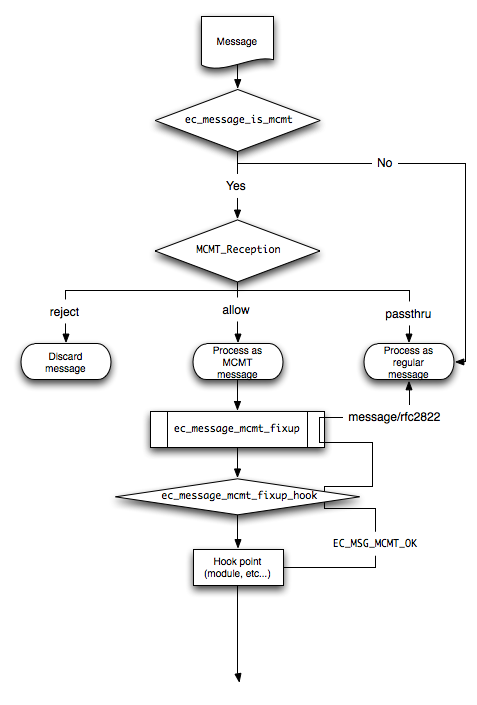 Message
ec_message_is_mcmt
No
Yes
MCMT_Reception
reject
allow
passthru
Discard
message
Process as
MCMT
message
Process as
regular
message
message/rfc2822
ec_message_mcmt_fixup
ec_message_mcmt_fixup_hook
EC_MSG_MCMT_OK
Hook point
(module, etc...)